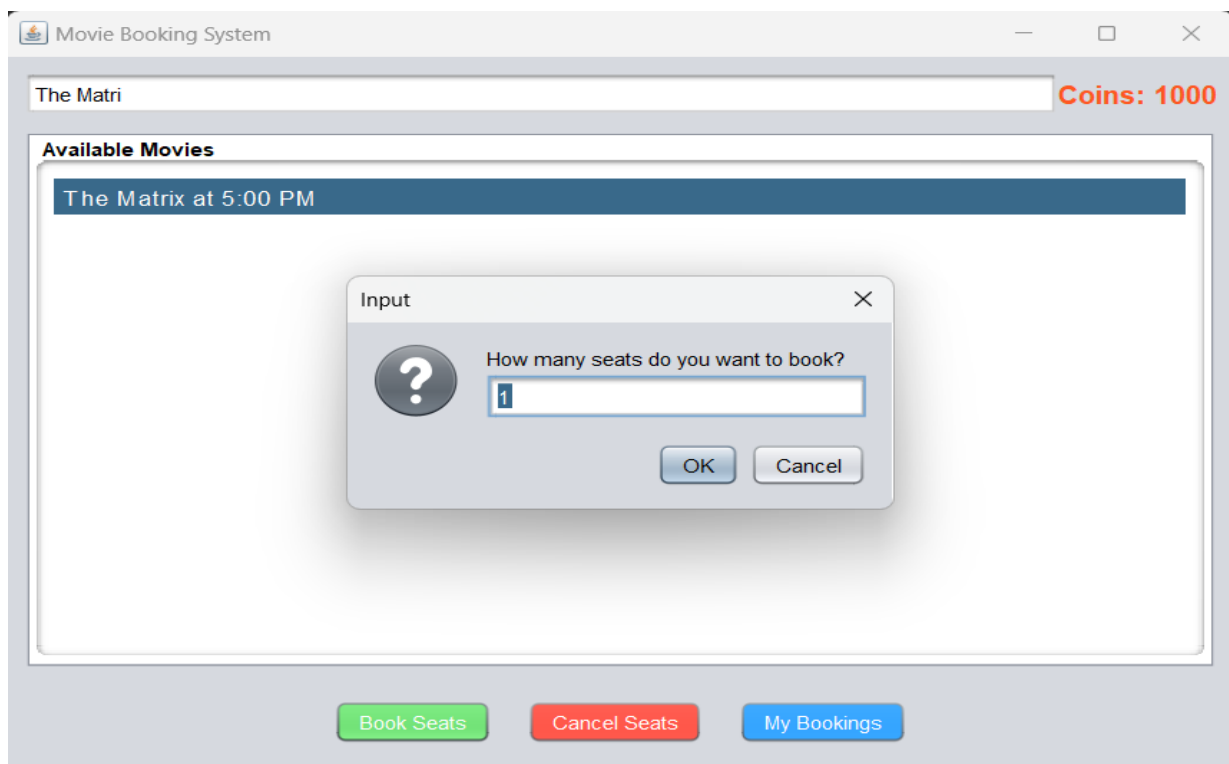 Movie Booking System
The Matri
Coins: 1000
Available Movies
The Matrix at 5:00 PM
Input
?
How many seats do you want to book?
1
OK Cancel
Book Seats Cancel Seats My Bookings